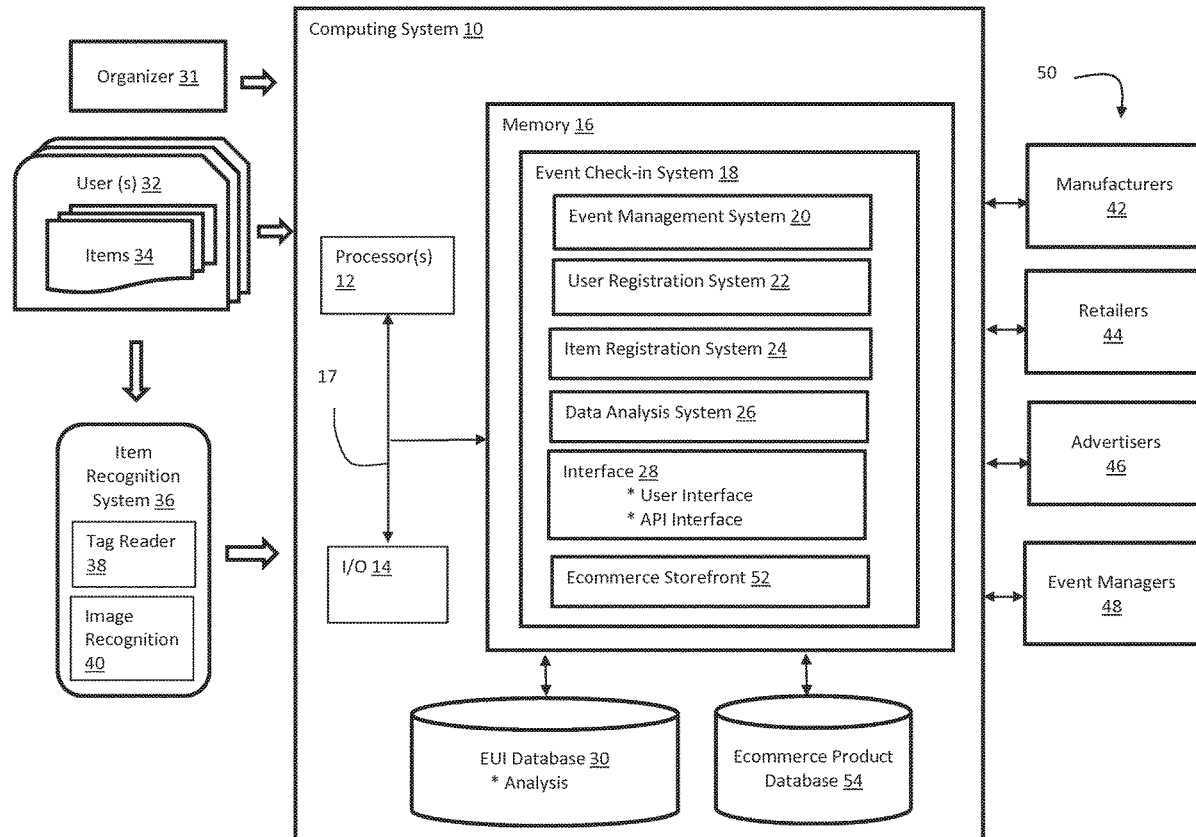 Computing System 10
Organizer 31
User (s) 32
Items 34
Item
Recognition
System 36
Tag Reader
38
Image
Recognition
40
Processor(s)
12
17
I/O 14
Memory 16
Event Check-in System 18
Event Management System 20
User Registration System 22
Item Registration System 24
Data Analysis System 26
Interface 28
* User Interface
* API Interface
Ecommerce Storefront 52
EUI Database 30
* Analysis
Ecommerce Product
Database 54
50
Manufacturers
42
Retailers
44
Advertisers
46
Event Managers
48